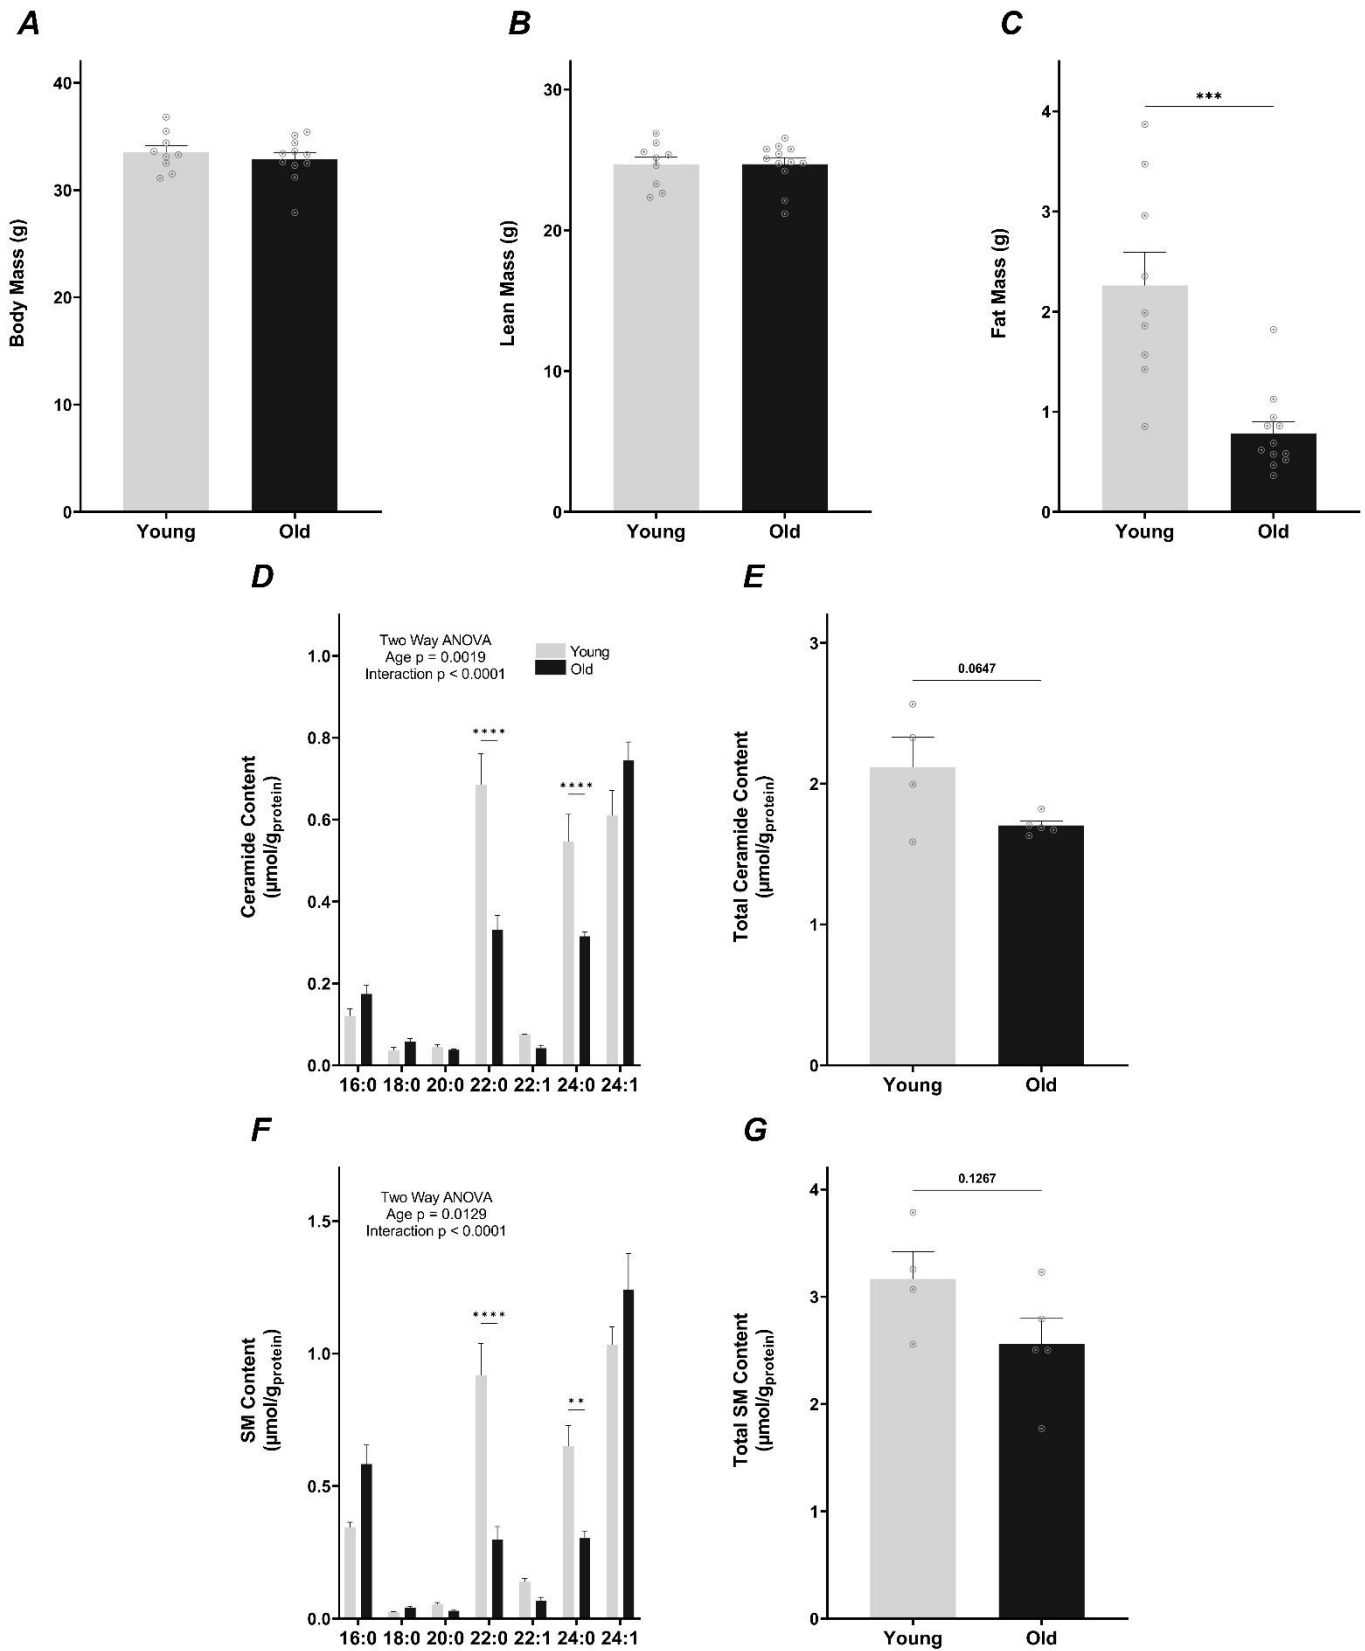 A
B
C
Body Mass (g)
40
30
20
10
0
Young
Old
Lean Mass (g)
30
20
10
0
Young
Old
Fat Mass (g)
4
3
2
1
0
***
Young
Old
D
E
Ceramide Content
(µmol/gprotein)
1.0
0.8
0.6
0.4
0.2
0.0
Two Way ANOVA
Age p = 0.0019
Interaction p < 0.0001
Young
Old
****
****
16:0 18:0 20:0 22:0 22:1 24:0 24:1
Total Ceramide Content
(µmol/gprotein)
3
2
1
0
0.0647
Young
Old
F
G
SM Content
(µmol/gprotein)
1.5
1.0
0.5
0.0
Two Way ANOVA
Age p = 0.0129
Interaction p < 0.0001
****
**
16:0 18:0 20:0 22:0 22:1 24:0 24:1
Total SM Content
(µmol/gprotein)
4
3
2
1
0
0.1267
Young
Old